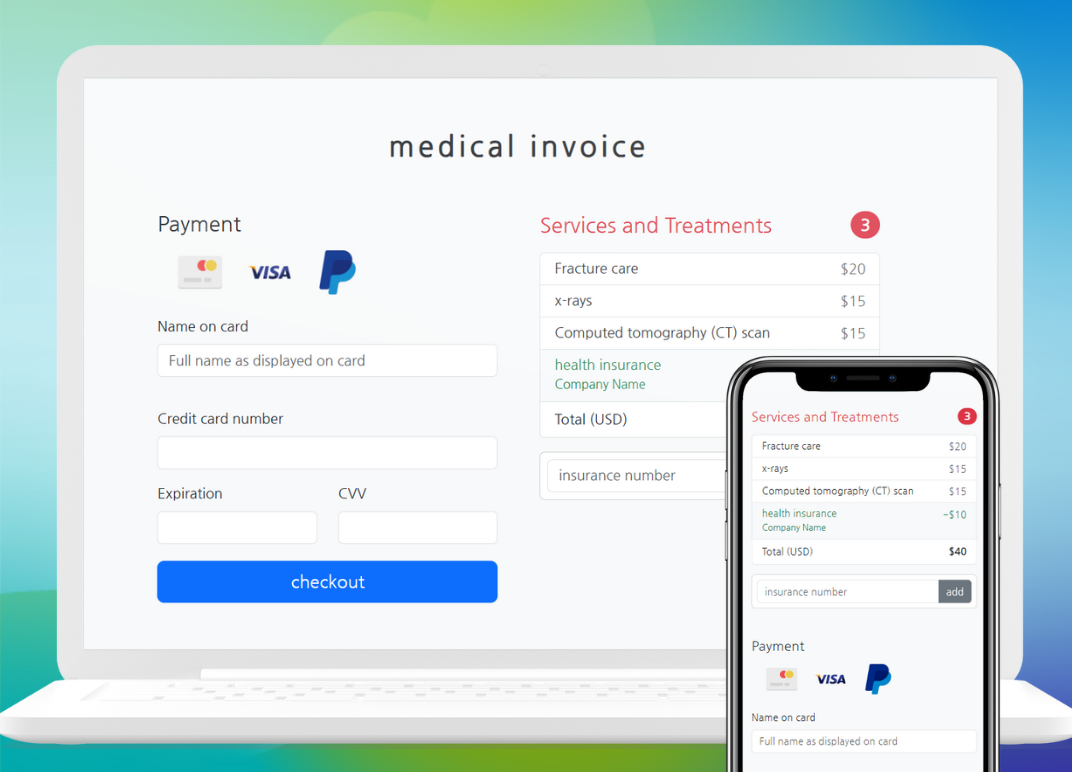 medical invoice
Payment
VISA
Name on card
Full name as displayed on card
Credit card number
Expiration CVV
checkout
Services and Treatments 3
Fracture care $20
x-rays $15
Computed tomography (CT) scan $15
health insurance
Company Name
Total (USD)
insurance number
Services and Treatments 3
Fracture care $20
x-rays $15
Computed tomography (CT) scan $15
health insurance −$10
Company Name
Total (USD) $40
insurance number add
Payment
VISA
Name on card
Full name as displayed on card